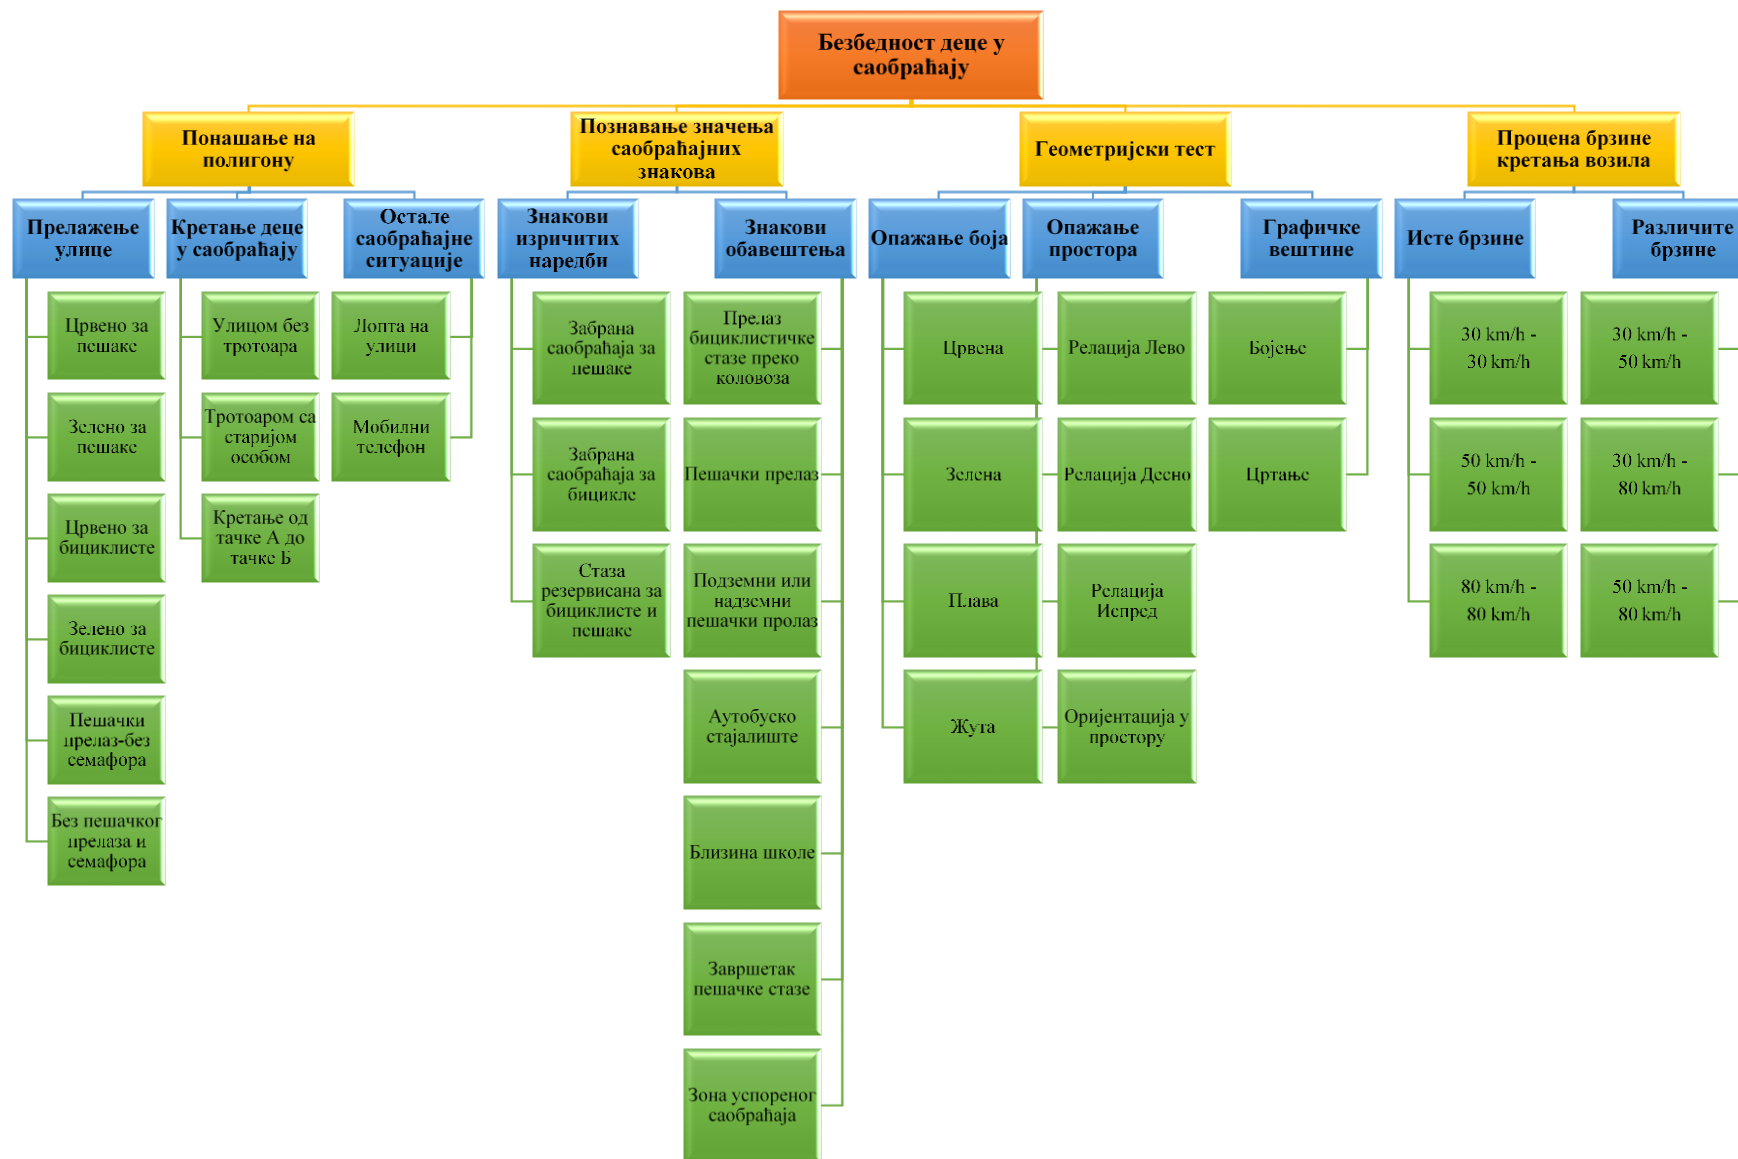 Безбедност деце у
саобраћају
Понашање на
полигону
Познавање значења
саобраћајних
знакова
Геометријски тест
Процена брзине
кретања возила
Прелажење
улице
Кретање деце
у саобраћају
Остале
саобраћајне
ситуације
Знакови
изричитих
наредби
Знакови
обавештења
Опажање боја
Опажање
простора
Графичке
вештине
Исте брзине
Различите
брзине
Црвено за
пешаке
Зелено за
пешаке
Црвено за
бициклисте
Зелено за
бициклисте
Пешачки
прелаз-без
семафора
Без пешачког
прелаза и
семафора
Улицом без
тротоара
Тротоаром са
старијом
особом
Кретање од
тачке А до
тачке Б
Лопта на
улици
Мобилни
телефон
Забрана
саобраћаја за
пешаке
Забрана
саобраћаја за
бицикле
Стаза
резервисана за
бициклисте и
пешаке
Прелаз
бициклистичке
стазе преко
коловоза
Пешачки прелаз
Подземни или
надземни
пешачки пролаз
Аутобуско
стајалиште
Близина школе
Завршетак
пешачке стазе
Зона успореног
саобраћаја
Црвена
Зелена
Плава
Жута
Релација Лево
Релација Десно
Релација
Испред
Оријентација у
простору
Бојење
Цртање
30 km/h -
30 km/h
50 km/h -
50 km/h
80 km/h -
80 km/h
30 km/h -
50 km/h
30 km/h -
80 km/h
50 km/h -
80 km/h